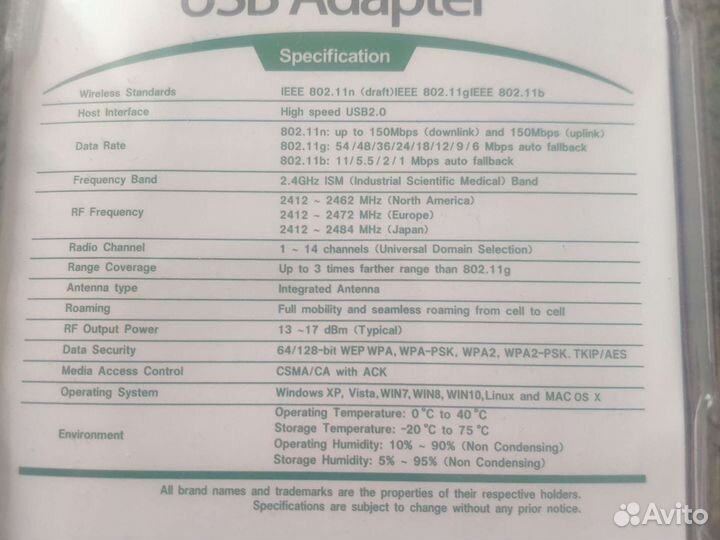 USB Adapter
Specification
Wireless Standards IEEE 802.11n (draft)IEEE 802.11gIEEE 802.11b
Host Interface High speed USB2.0
Data Rate 802.11n: up to 150Mbps (downlink) and 150Mbps (uplink)
802.11g: 54/48/36/24/18/12/9/6 Mbps auto fallback
802.11b: 11/5.5/2/1 Mbps auto fallback
Frequency Band 2.4GHz ISM (Industrial Scientific Medical) Band
RF Frequency 2412 ~ 2462 MHz (North America)
2412 ~ 2472 MHz (Europe)
2412 ~ 2484 MHz (Japan)
Radio Channel 1 ~ 14 channels (Universal Domain Selection)
Range Coverage Up to 3 times farther range than 802.11g
Antenna type Integrated Antenna
Roaming Full mobility and seamless roaming from cell to cell
RF Output Power 13 ~17 dBm (Typical)
Data Security 64/128-bit WEP WPA, WPA-PSK, WPA2, WPA2-PSK. TKIP/AES
Media Access Control CSMA/CA with ACK
Operating System Windows XP, Vista,WIN7,WIN8,WIN10,Linux and MAC OS X
Environment Operating Temperature: 0°C to 40°C
Storage Temperature: -20°C to 75°C
Operating Humidity: 10% ~ 90% (Non Condensing)
Storage Humidity: 5% ~ 95% (Non Condensing)
All brand names and trademarks are the properties of their respective holders.
Specifications are subject to change without any prior notice.
Avito